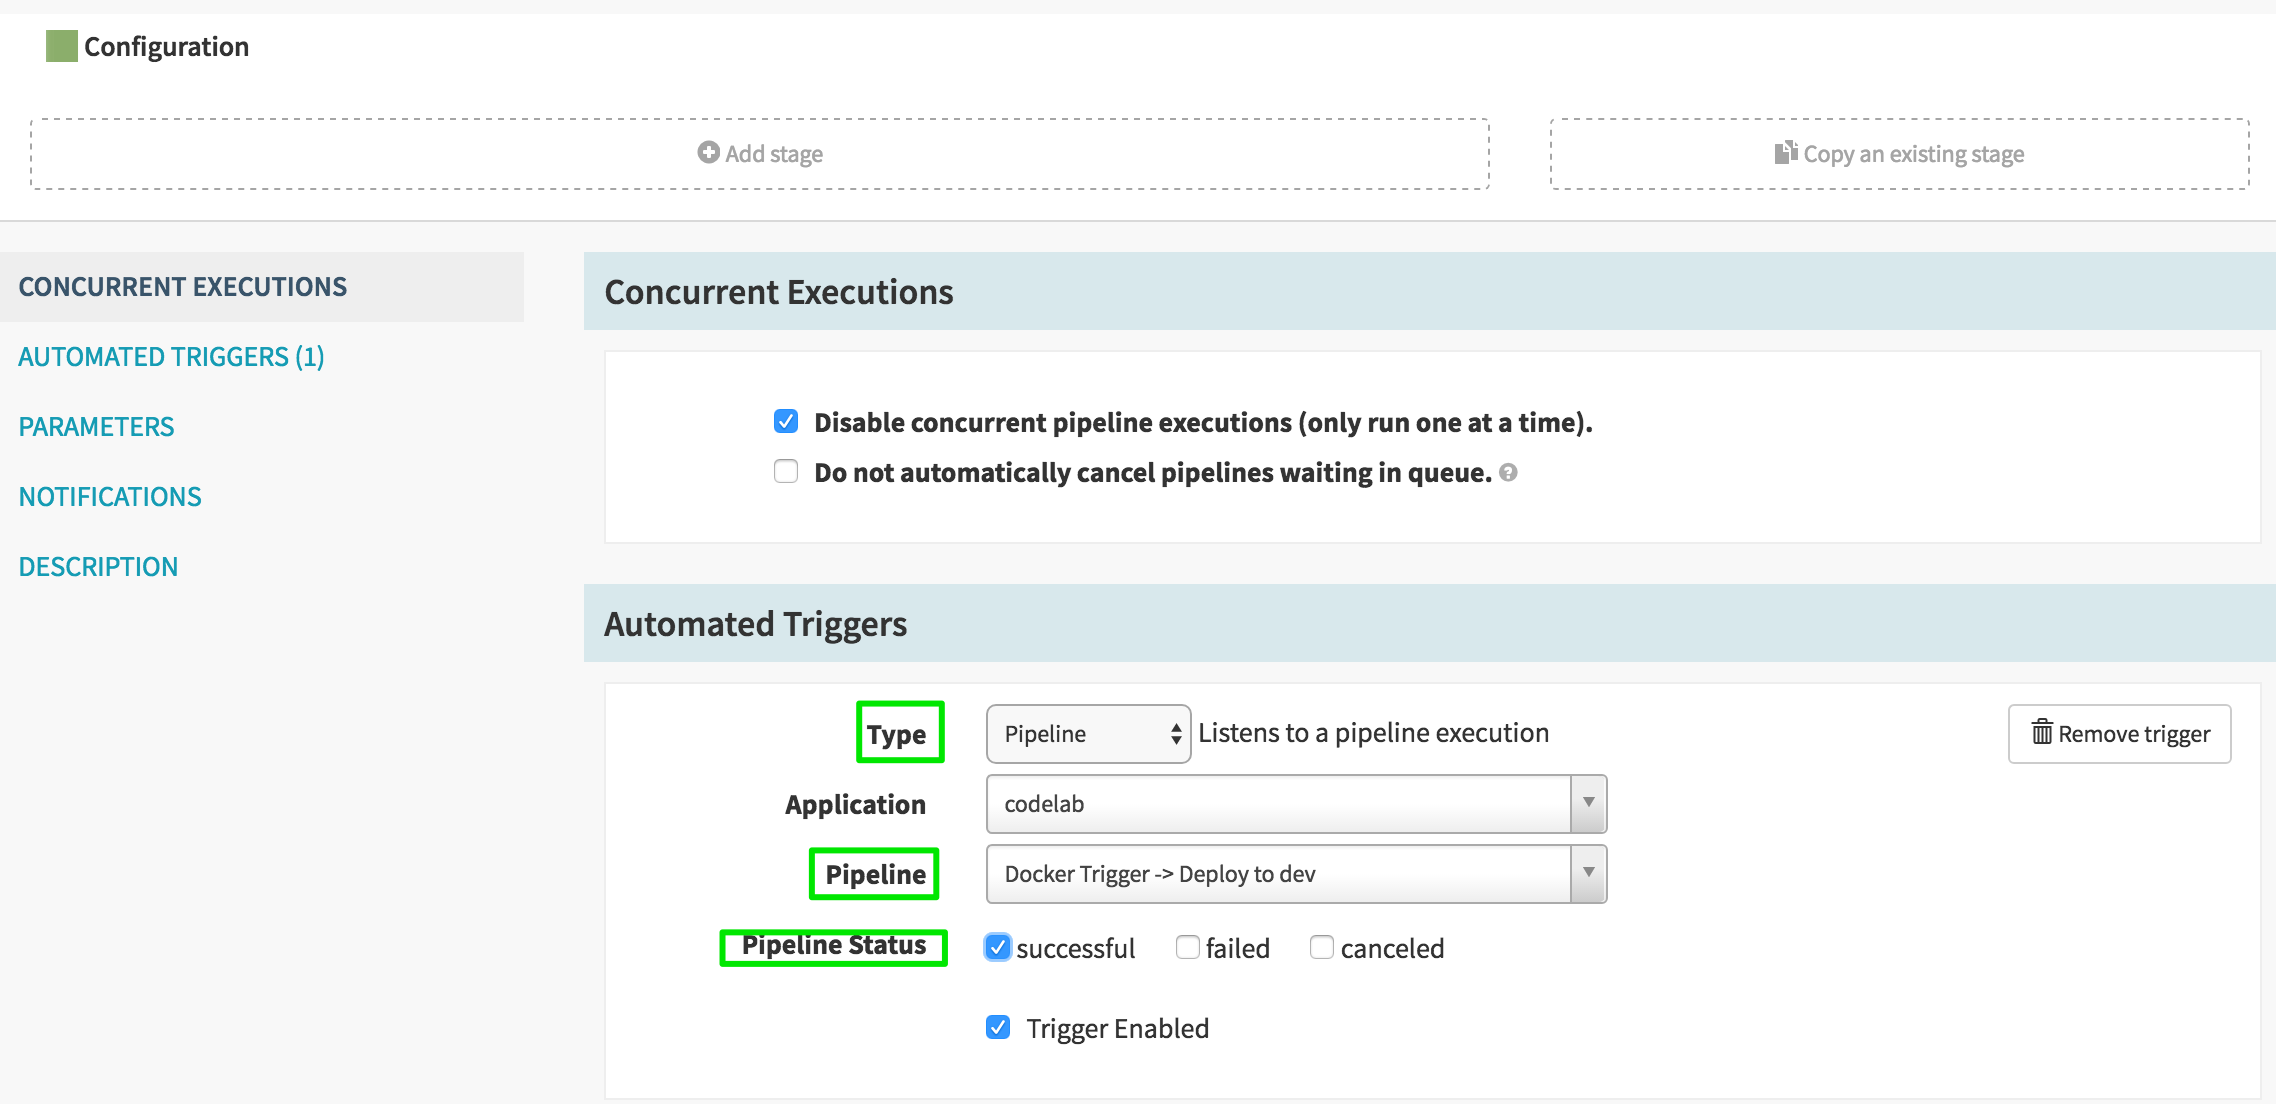 Configuration
Add stage
Copy an existing stage
CONCURRENT EXECUTIONS
AUTOMATED TRIGGERS (1)
PARAMETERS
NOTIFICATIONS
DESCRIPTION
Concurrent Executions
Disable concurrent pipeline executions (only run one at a time).
Do not automatically cancel pipelines waiting in queue. ?
Automated Triggers
Type Pipeline Listens to a pipeline execution Remove trigger
Application codelab
Pipeline Docker Trigger -> Deploy to dev
Pipeline Status successful failed canceled
Trigger Enabled